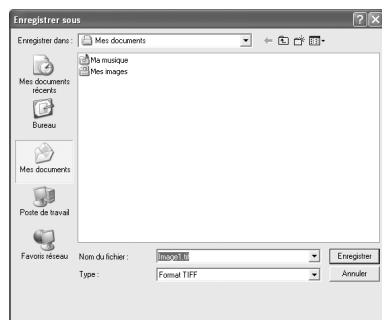 Enregistrer sous
Enregistrer dans :
Mes documents
Ma musique
Mes images
Mes documents
récents
Bureau
Mes documents
Poste de travail
Favoris réseau
Nom du fichier :
Image1.tif
Enregistrer
Type :
Format TIFF
Annuler